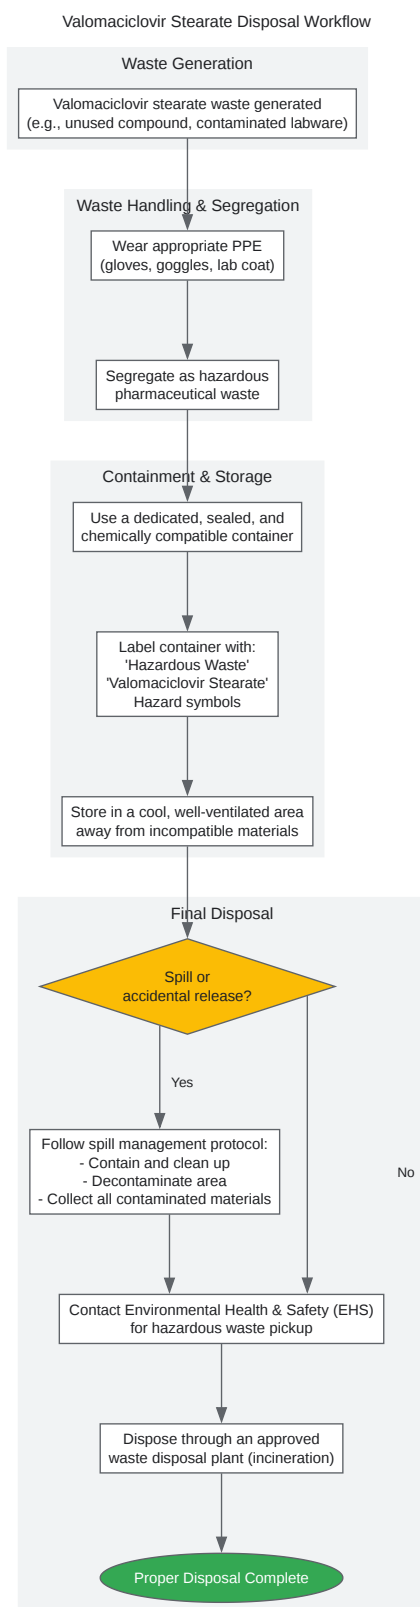 Valomaciclovir Stearate Disposal Workflow
Waste Generation
Valomaciclovir stearate waste generated
(e.g., unused compound, contaminated labware)
Waste Handling & Segregation
Wear appropriate PPE
(gloves, goggles, lab coat)
Segregate as hazardous
pharmaceutical waste
Containment & Storage
Use a dedicated, sealed, and
chemically compatible container
Label container with:
'Hazardous Waste'
'Valomaciclovir Stearate'
Hazard symbols
Store in a cool, well-ventilated area
away from incompatible materials
Final Disposal
Spill or
accidental release?
Yes
Follow spill management protocol:
- Contain and clean up
- Decontaminate area
- Collect all contaminated materials
No
Contact Environmental Health & Safety (EHS)
for hazardous waste pickup
Dispose through an approved
waste disposal plant (incineration)
Proper Disposal Complete